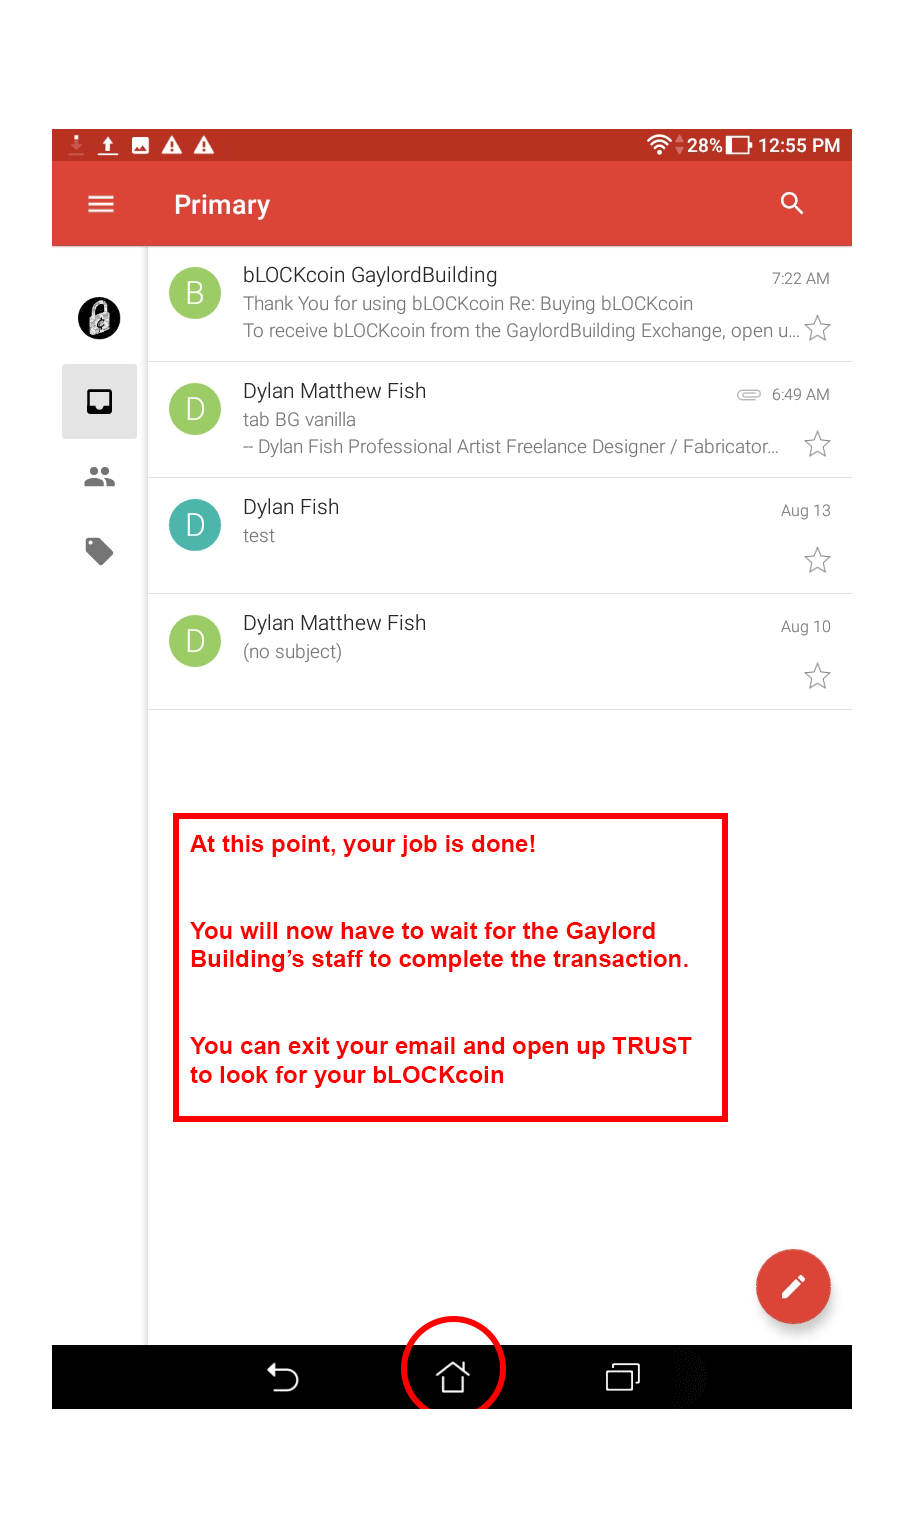 28% 12:55 PM
Primary
B bLOCKcoin GaylordBuilding 7:22 AM
Thank You for using bLOCKcoin Re: Buying bLOCKcoin
To receive bLOCKcoin from the GaylordBuilding Exchange, open u...
D Dylan Matthew Fish 6:49 AM
tab BG vanilla
-- Dylan Fish Professional Artist Freelance Designer / Fabricator...
D Dylan Fish Aug 13
test
D Dylan Matthew Fish Aug 10
(no subject)
At this point, your job is done!
You will now have to wait for the Gaylord
Building’s staff to complete the transaction.
You can exit your email and open up TRUST
to look for your bLOCKcoin